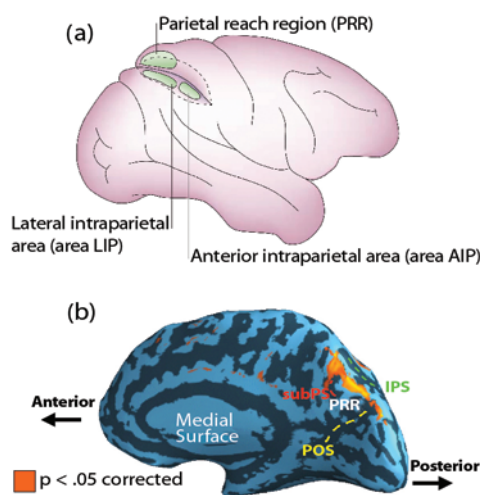 (a)
Parietal reach region (PRR)
Lateral intraparietal
area (area LIP)
Anterior intraparietal area (area AIP)
(b)
subPS
IPS
PRR
Anterior
Medial
Surface
POS
Posterior
p < .05 corrected